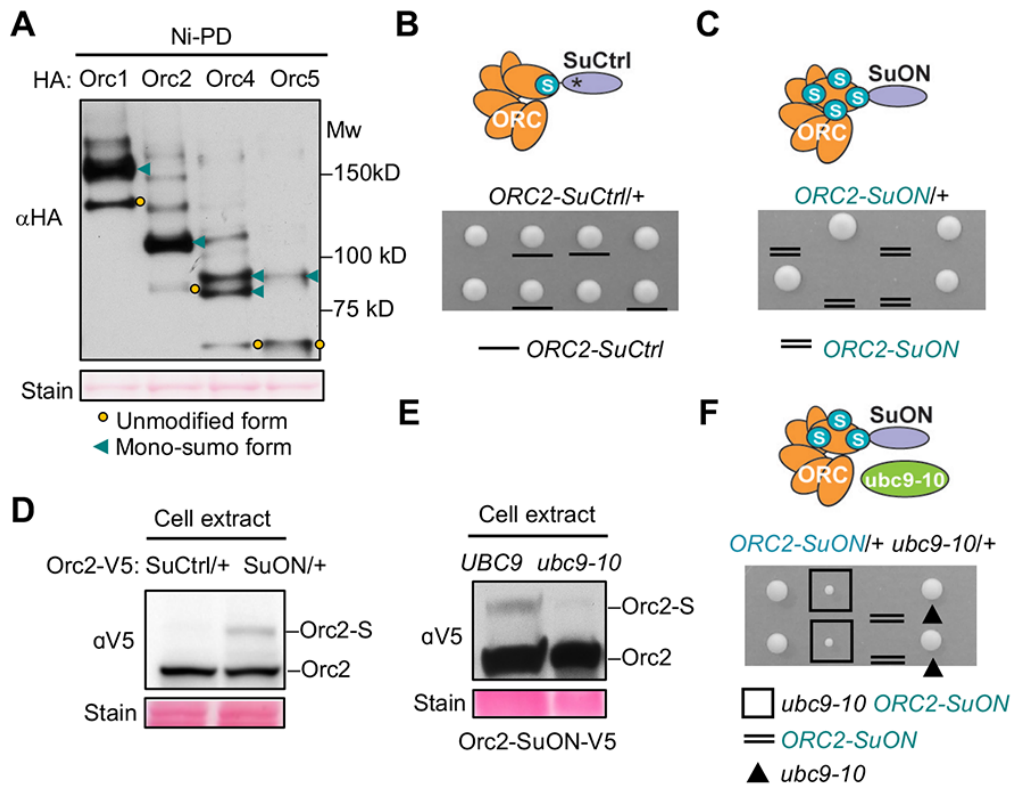 A
Ni-PD
HA: Orc1 Orc2 Orc4 Orc5
Mw
150kD
αHA
100 kD
75 kD
Stain
Unmodified form
Mono-sumo form
B
SuCtrl
S *
ORC
ORC2-SuCtrl/+
ORC2-SuCtrl
C
SuON
S
S S
S
ORC
ORC2-SuON/+
ORC2-SuON
D
Cell extract
Orc2-V5: SuCtrl/+ SuON/+
αV5
Orc2-S
Orc2
Stain
E
Cell extract
UBC9 ubc9-10
αV5
Orc2-S
Orc2
Stain
Orc2-SuON-V5
F
SuON
S
S S
ORC
ubc9-10
ORC2-SuON/+ ubc9-10/+
ubc9-10 ORC2-SuON
ORC2-SuON
ubc9-10